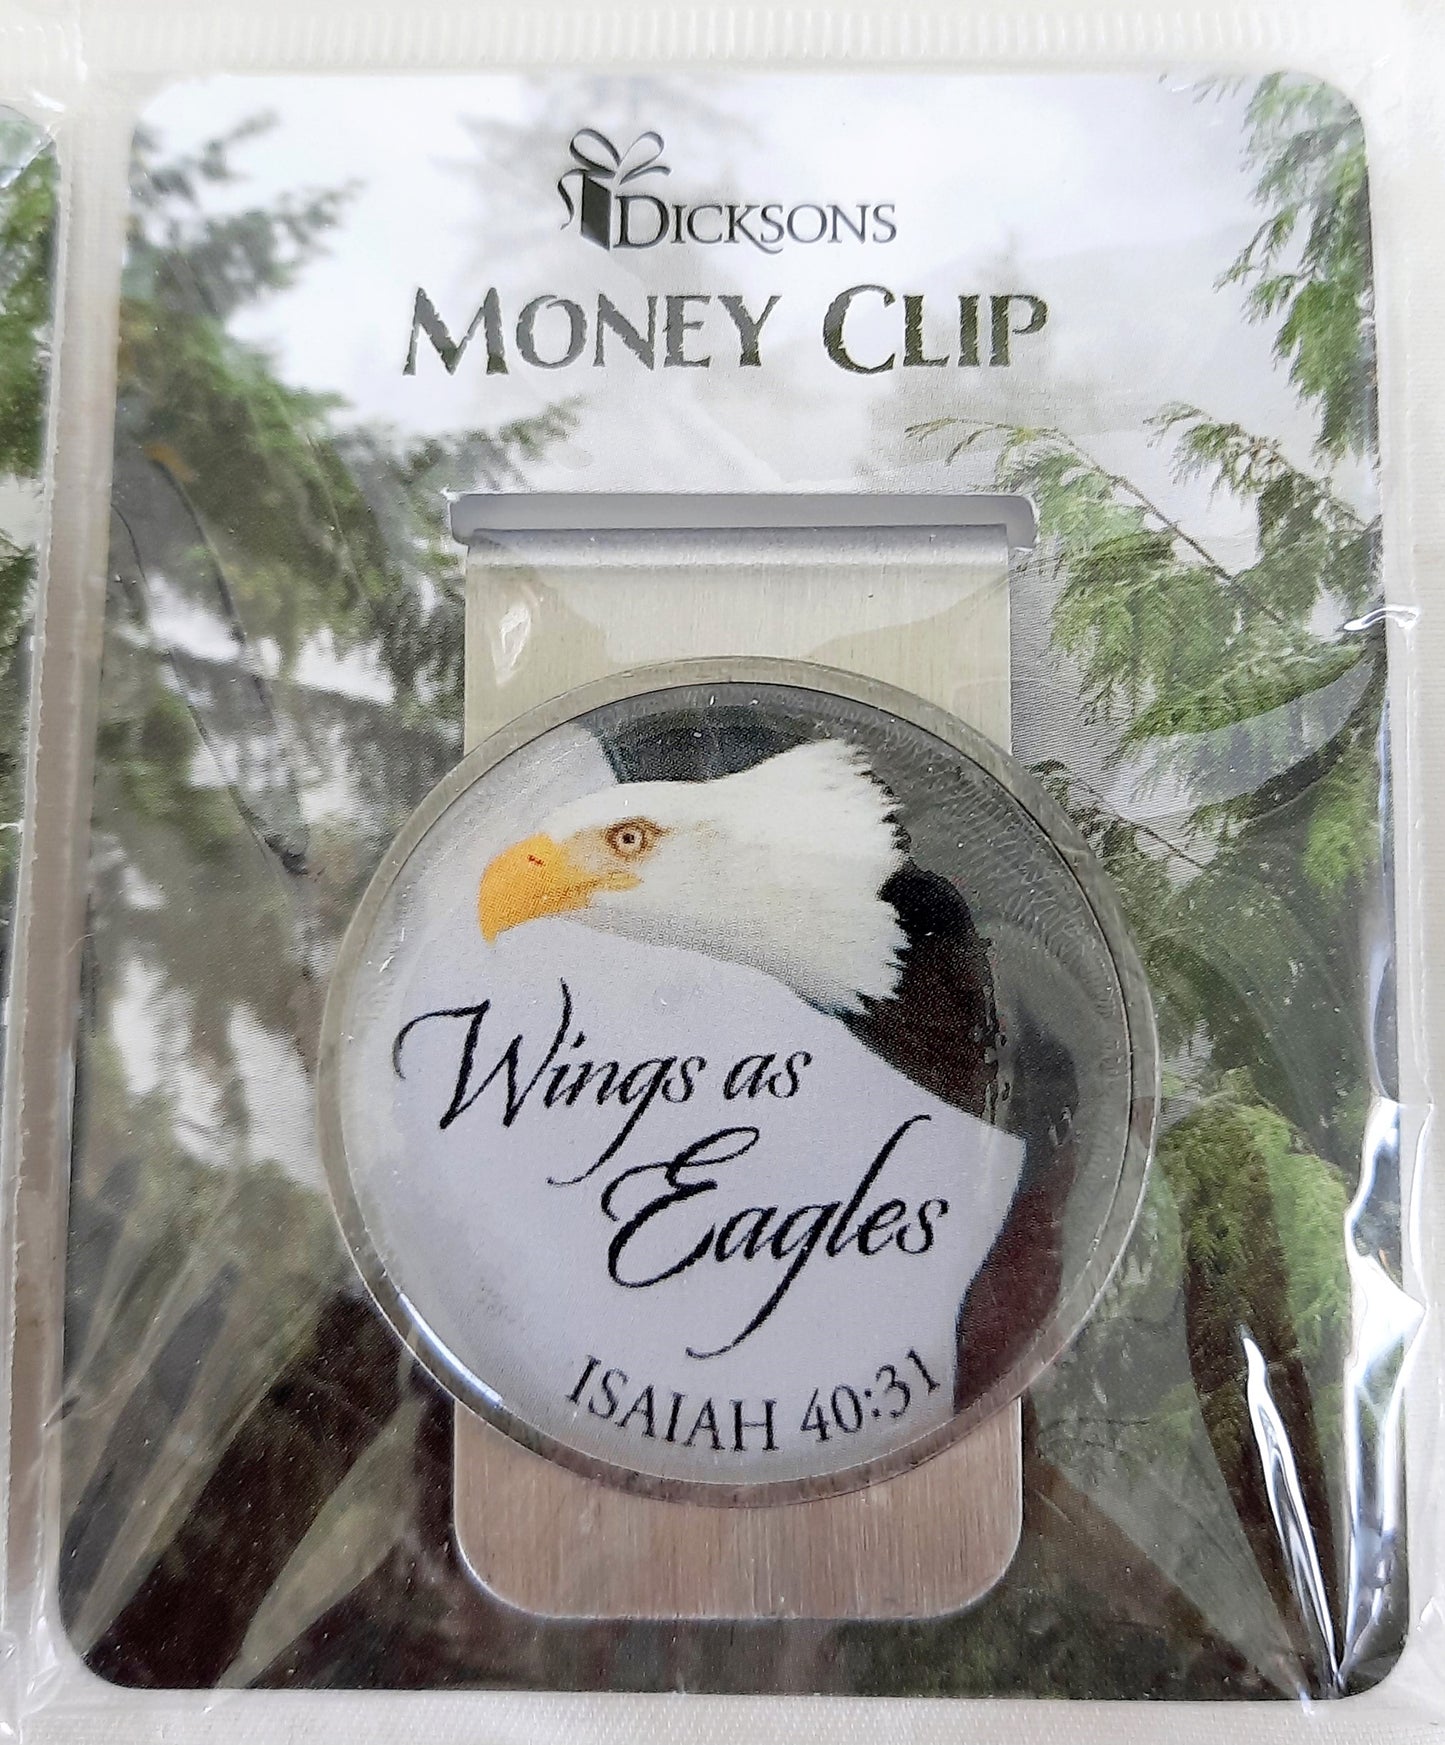 DICKSONS
MONEY CLIP
Wings as
Eagles
ISAIAH 40:31